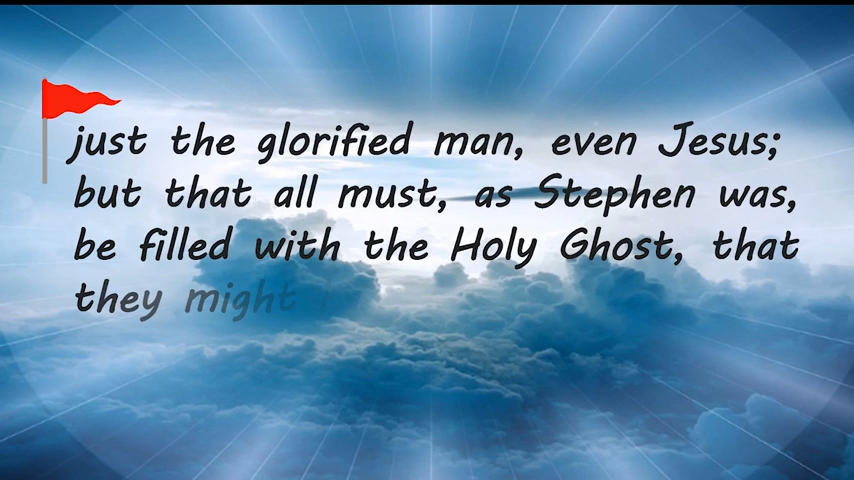 just the glorified man, even Jesus;
but that all must, as Stephen was,
be filled with the Holy Ghost, that
they might